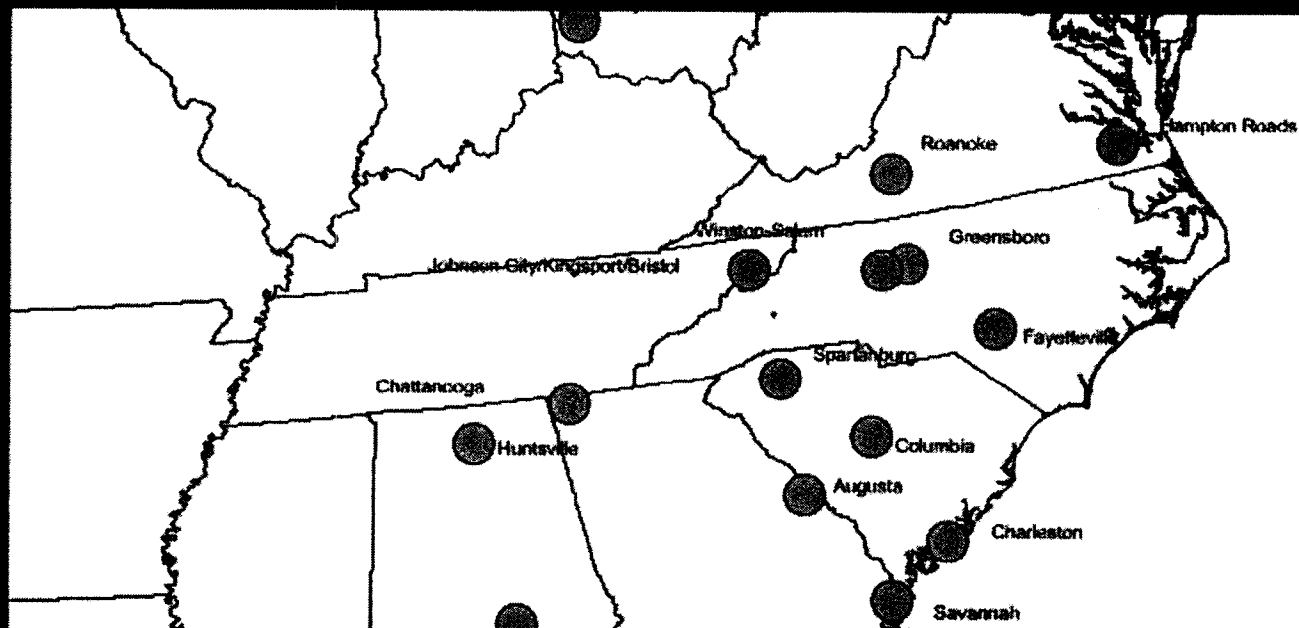 Hampton Roads
Roanoke
Winston-Salem
Greensboro
Johnson City/Kingsport/Bristol
Fayetteville
Spartanburg
Chattanooga
Huntsville
Columbia
Augusta
Charleston
Savannah